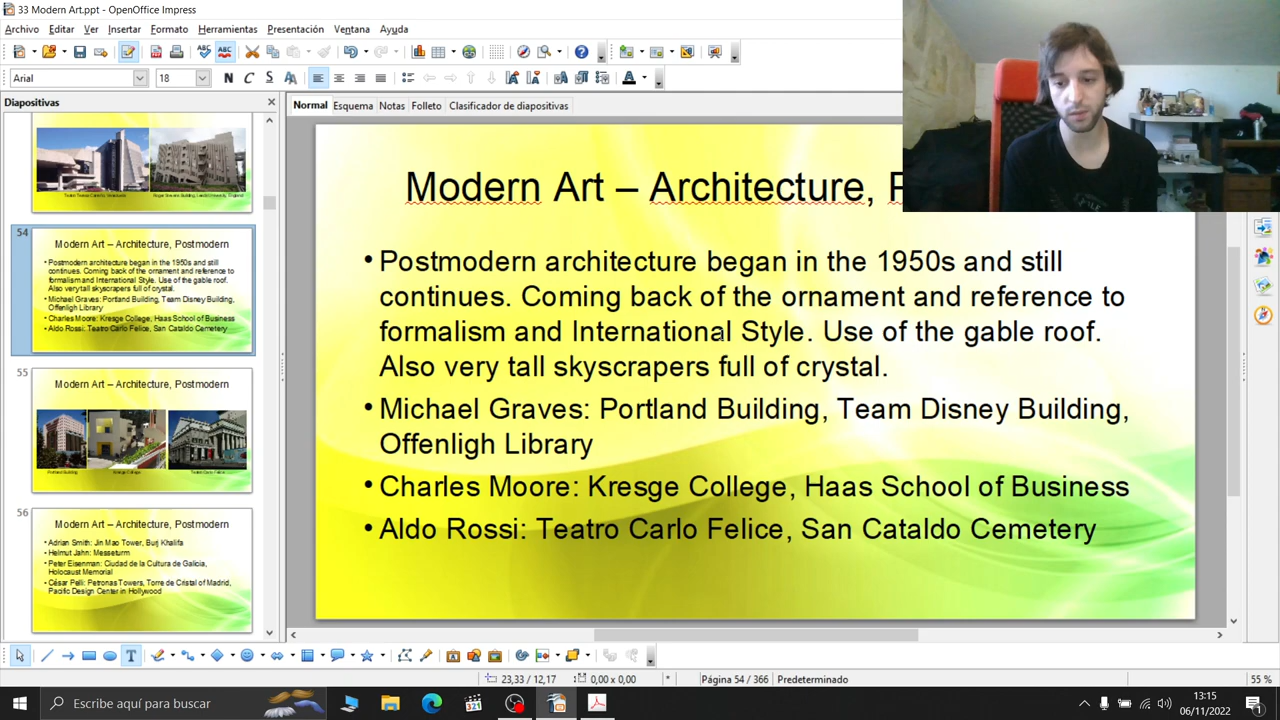 33 Modern Art.ppt - OpenOffice Impress
Archivo Editar Ver Insertar Formato Herramientas Presentación Ventana Ayuda
Arial 18 N C S
Diapositivas
Normal Esquema Notas Folleto Clasificador de diapositivas
54
Modern Art – Architecture, Postmodern
Postmodern architecture began in the 1950s and still
continues. Coming back of the ornament and reference to
formalism and International Style. Use of the gable roof.
Also very tall skyscrapers full of crystal.
Michael Graves: Portland Building, Team Disney Building,
Offenligh Library
Charles Moore: Kresge College, Haas School of Business
Aldo Rossi: Teatro Carlo Felice, San Cataldo Cemetery
55
Modern Art – Architecture, Postmodern
Portland Building Kresge College Teatro Carlo Felice
56
Modern Art – Architecture, Postmodern
Adrian Smith: Jin Mao Tower, Burj Khalifa
Helmut Jahn: Messeturm
Peter Eisenman: Ciudad de la Cultura de Galicia,
Holocaust Memorial
César Pelli: Petronas Towers, Torre de Cristal of Madrid,
Pacific Design Center in Hollywood
Modern Art – Architecture,
• Postmodern architecture began in the 1950s and still
continues. Coming back of the ornament and reference to
formalism and International Style. Use of the gable roof.
Also very tall skyscrapers full of crystal.
• Michael Graves: Portland Building, Team Disney Building,
Offenligh Library
• Charles Moore: Kresge College, Haas School of Business
• Aldo Rossi: Teatro Carlo Felice, San Cataldo Cemetery
23,33 / 12,17 0,00 x 0,00 * Página 54 / 366 Predeterminado 55 %
Escribe aquí para buscar
321
13:15
06/11/2022
1